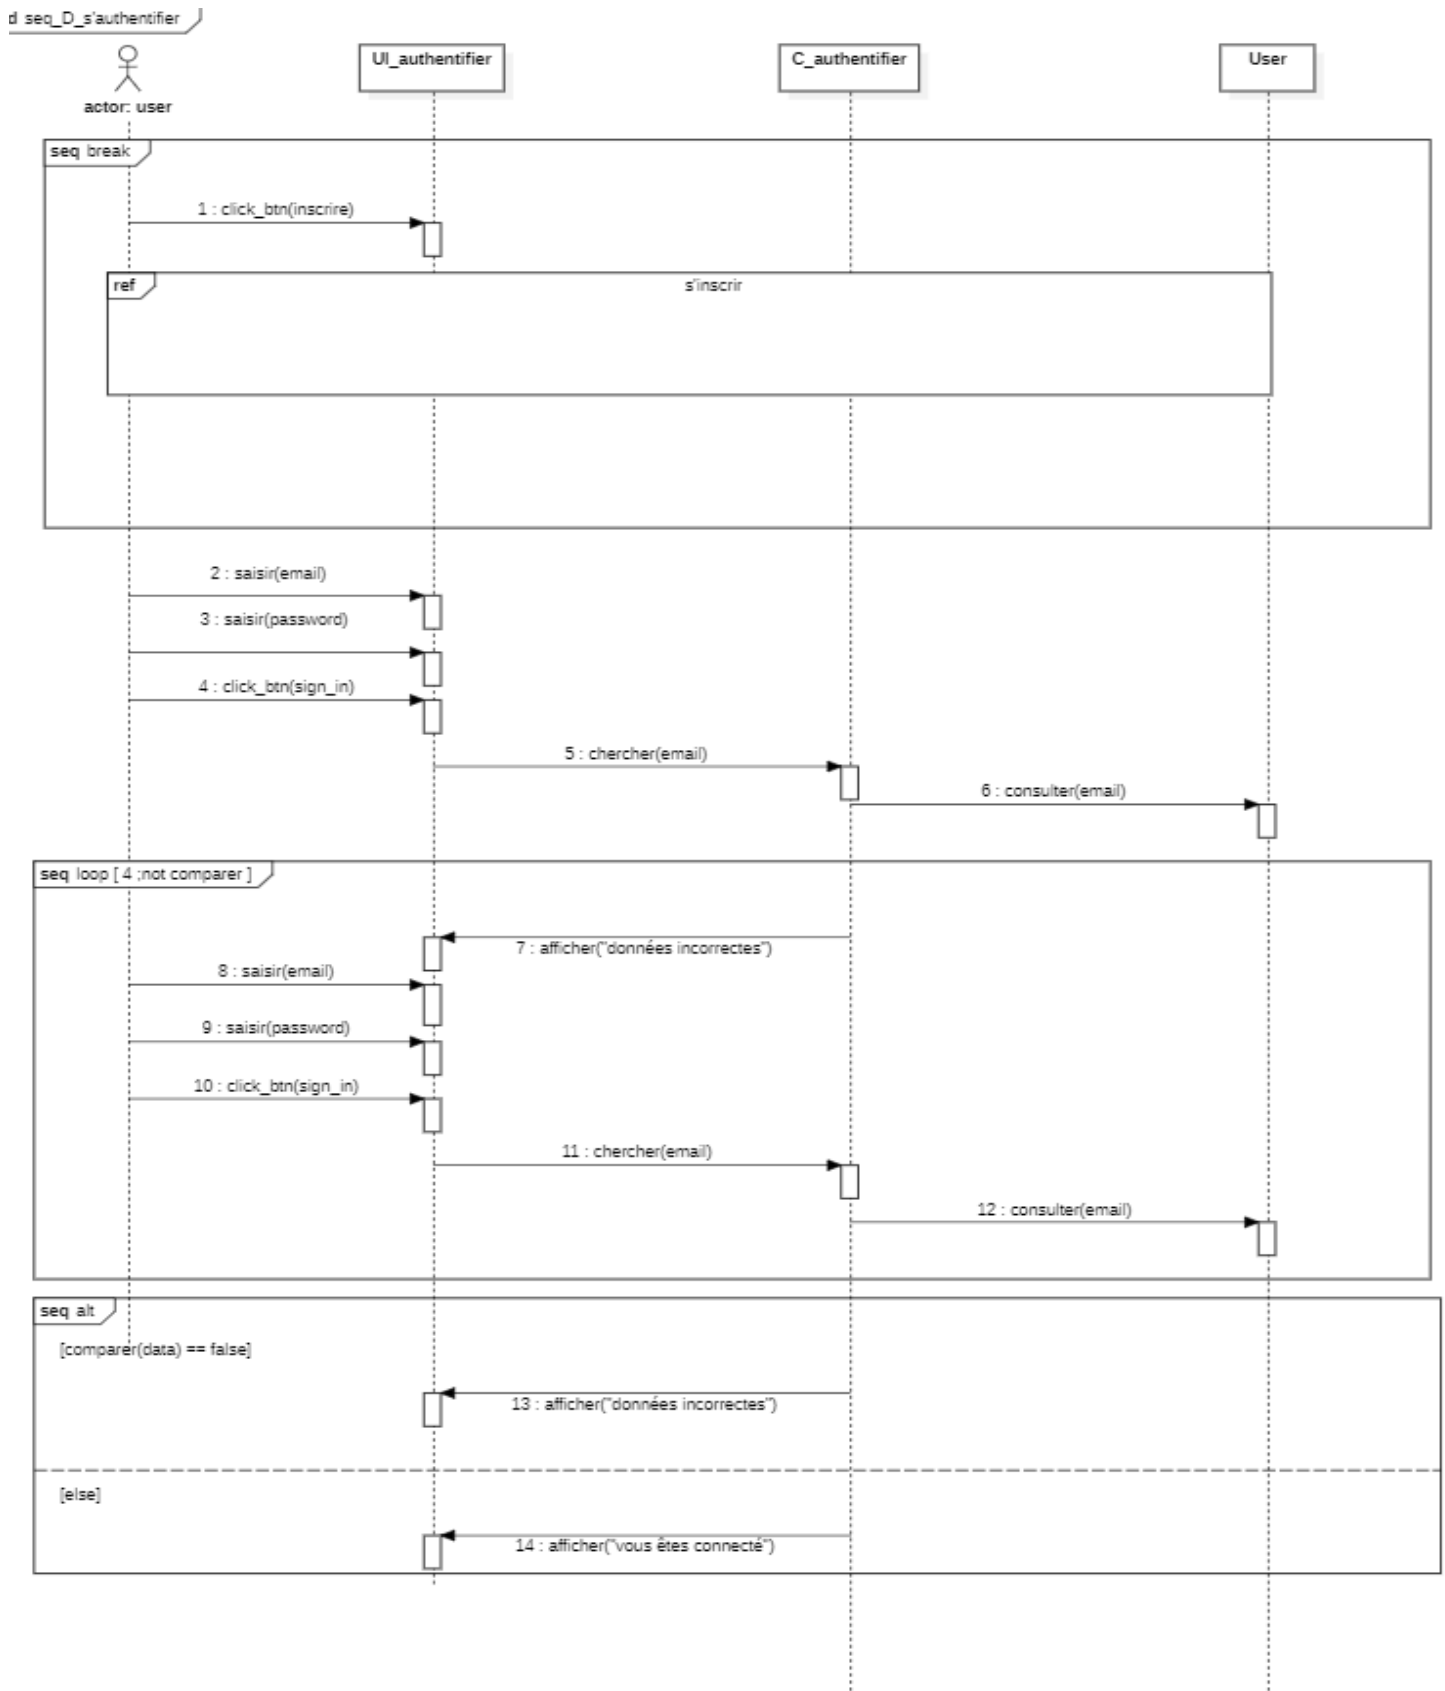 d seq_D_s'authentifier
UI_authentifier
C_authentifier
User
actor: user
seq break
1 : click_btn(inscrire)
ref
s'inscrir
2 : saisir(email)
3 : saisir(password)
4 : click_btn(sign_in)
5 : chercher(email)
6 : consulter(email)
seq loop [ 4 ;not comparer ]
7 : afficher("données incorrectes")
8 : saisir(email)
9 : saisir(password)
10 : click_btn(sign_in)
11 : chercher(email)
12 : consulter(email)
seq alt
[comparer(data) == false]
13 : afficher("données incorrectes")
[else]
14 : afficher("vous êtes connecté")